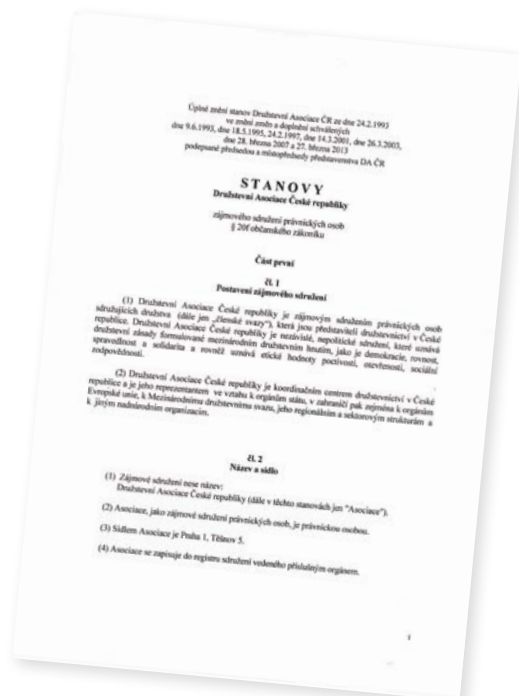 Úplné znění stanov Družstevní Asociace ČR ze dne 24.2.1993
ve znění změn a doplnění schválených
dne 9.6.1993, dne 18.5.1995, 24.2.1997, dne 14.3.2001, dne 26.3.2003,
dne 28. března 2007 a 27. března 2013
podepsané předsedou a místopředsedy představenstva DA ČR
STANOVY
Družstevní Asociace České republiky
zájmového sdružení právnických osob
§ 20f občanského zákoníku
Část první
čl. 1
Postavení zájmového sdružení
(1) Družstevní Asociace České republiky je zájmovým sdružením právnických osob
sdružujících družstva (dále jen „členské svazy"), která jsou představiteli družstevnictví v České
republice. Družstevní Asociace České republiky je nezávislé, nepolitické sdružení, které uznává
družstevní zásady formulované mezinárodním družstevním hnutím, jako je demokracie, rovnost,
spravedlnost a solidarita a rovněž uznává etické hodnoty poctivosti, otevřenosti, sociální
zodpovědnosti.
(2) Družstevní Asociace České republiky je koordinačním centrem družstevnictví v České
republice a je jeho reprezentantem ve vztahu k orgánům státu, v zahraničí pak zejména k orgánům
Evropské unie, k Mezinárodnímu družstevnímu svazu, jeho regionálním a sektorovým strukturám a
k jiným nadnárodním organizacím.
čl. 2
Název a sídlo
(1) Zájmové sdružení nese název:
Družstevní Asociace České republiky (dále v těchto stanovách jen "Asociace").
(2) Asociace, jako zájmové sdružení právnických osob, je právnickou osobou.
(3) Sídlem Asociace je Praha 1, Těšnov 5.
(4) Asociace se zapisuje do registru sdružení vedeného příslušným orgánem.
1